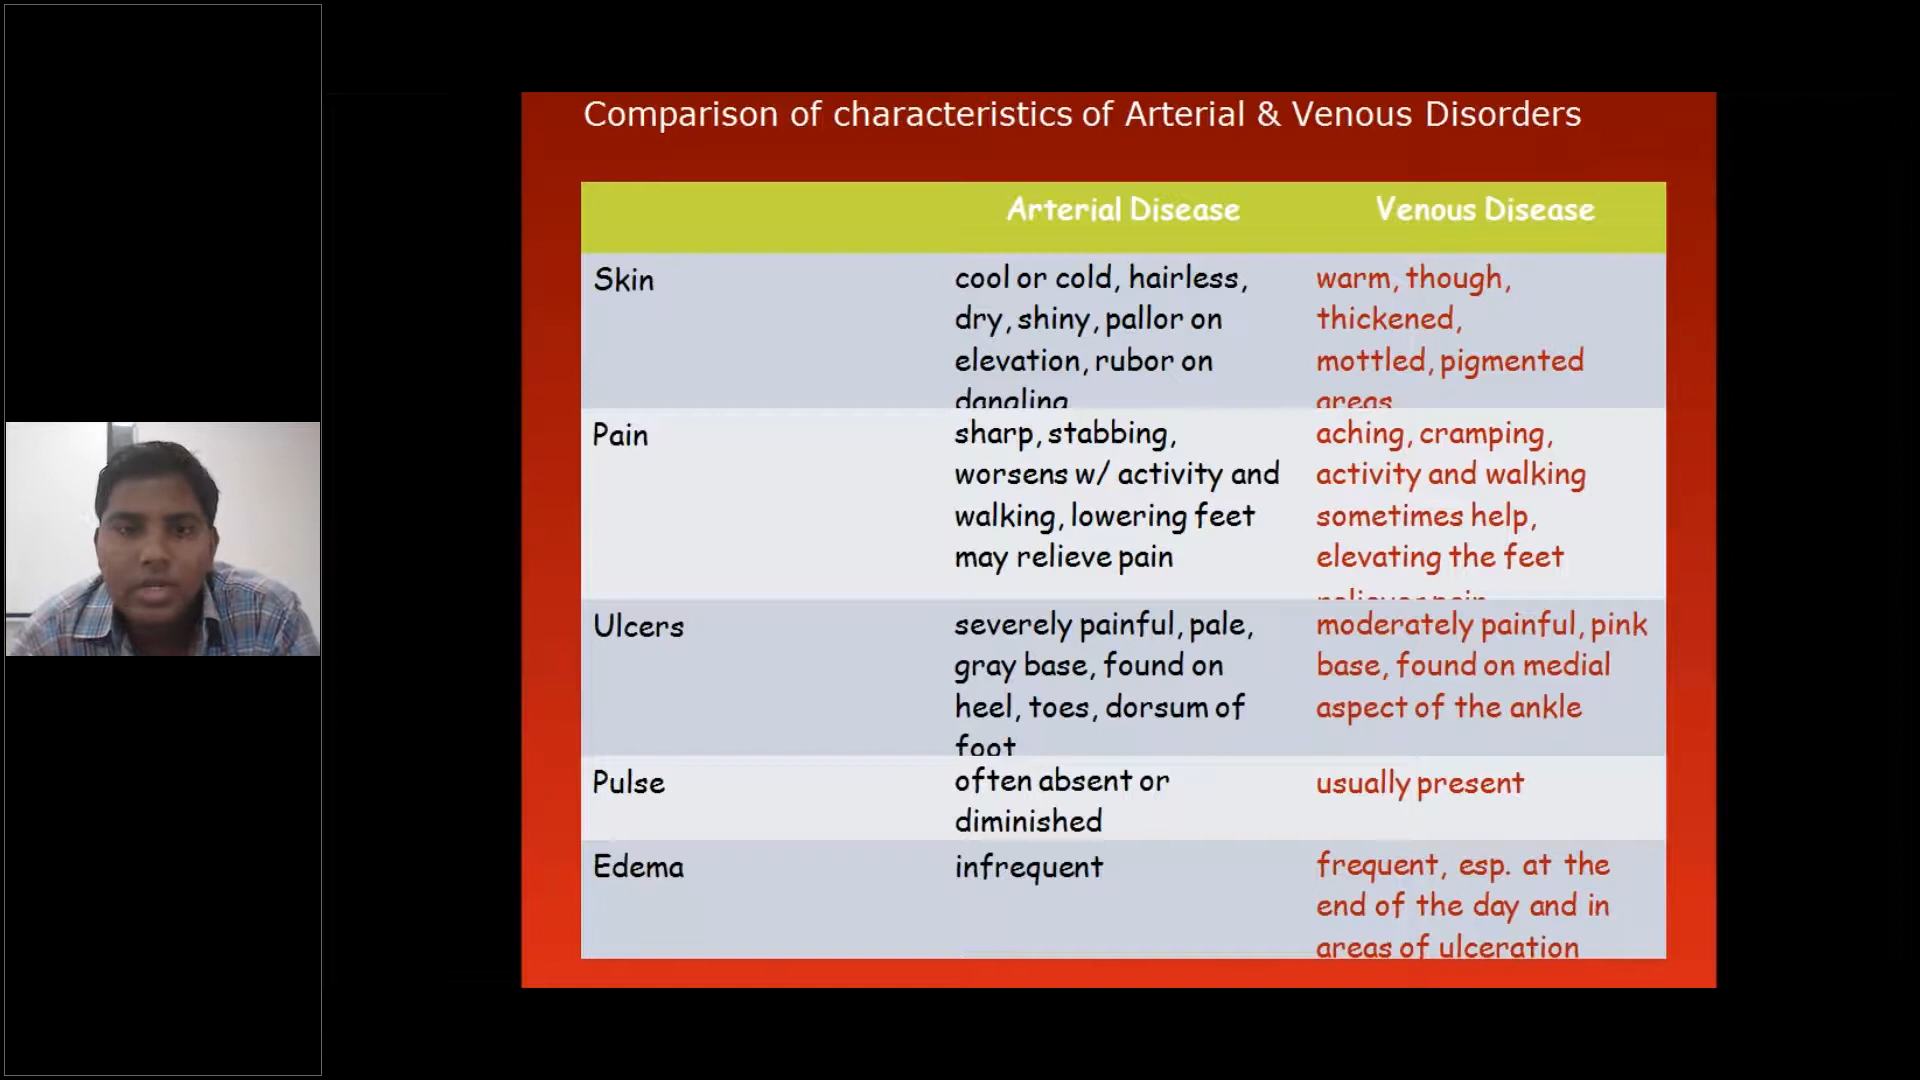 Comparison of characteristics of Arterial & Venous Disorders
Arterial Disease
Venous Disease
Skin
cool or cold, hairless,
dry, shiny, pallor on
elevation, rubor on
dangling
warm, though,
thickened,
mottled, pigmented
areas
Pain
sharp, stabbing,
worsens w/ activity and
walking, lowering feet
may relieve pain
aching, cramping,
activity and walking
sometimes help,
elevating the feet
Ulcers
severely painful, pale,
gray base, found on
heel, toes, dorsum of
foot
moderately painful, pink
base, found on medial
aspect of the ankle
Pulse
often absent or
diminished
usually present
Edema
infrequent
frequent, esp. at the
end of the day and in
areas of ulceration